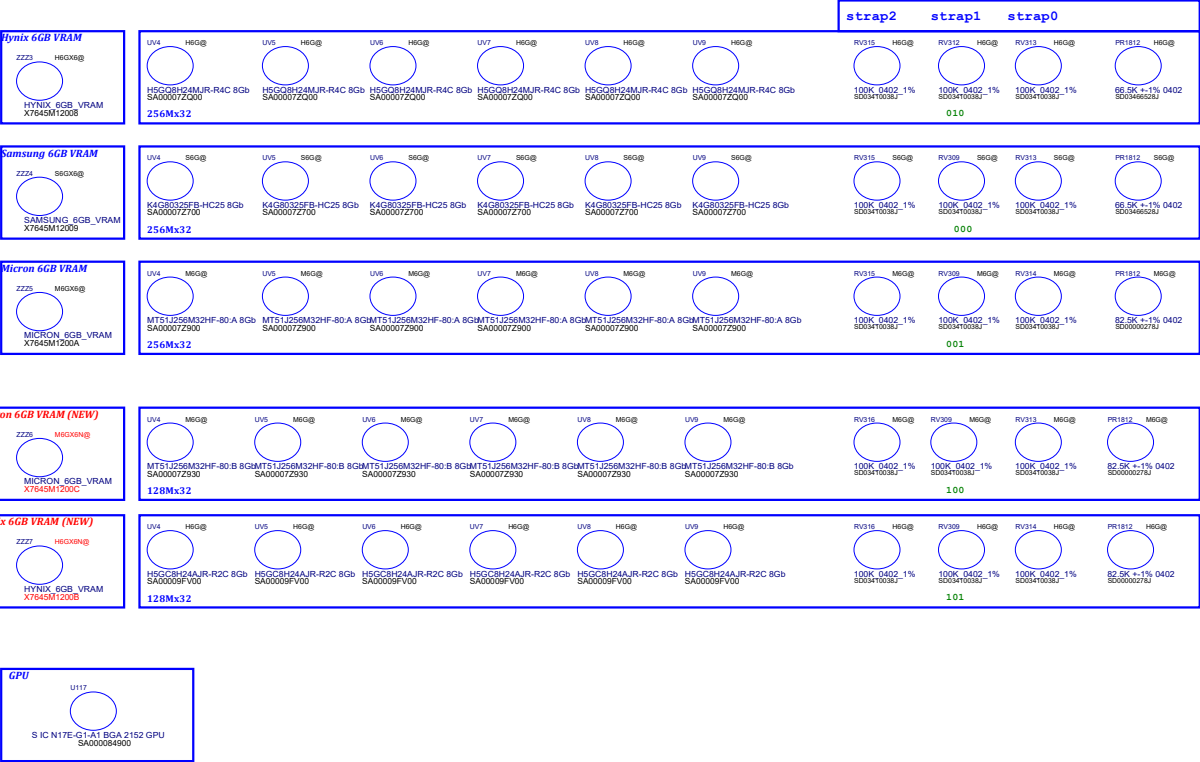 strap2 strap1 strap0
Hynix 6GB VRAM
ZZZ3 H6GX6@
HYNIX_6GB_VRAM
X7645M12008
UV4 H6G@ UV5 H6G@ UV6 H6G@ UV7 H6G@ UV8 H6G@ UV9 H6G@ RV315 H6G@ RV312 H6G@ RV313 H6G@ PR1812 H6G@
H5GQ8H24MJR-R4C 8Gb H5GQ8H24MJR-R4C 8Gb H5GQ8H24MJR-R4C 8Gb H5GQ8H24MJR-R4C 8Gb H5GQ8H24MJR-R4C 8Gb H5GQ8H24MJR-R4C 8Gb 100K_0402_1% 100K_0402_1% 100K_0402_1% 66.5K +-1% 0402
SA00007ZQ00 SA00007ZQ00 SA00007ZQ00 SA00007ZQ00 SA00007ZQ00 SA00007ZQ00 SD034T0038J SD034T0038J SD034T0038J SD03466528J
256Mx32 010
Samsung 6GB VRAM
ZZZ4 S6GX6@
SAMSUNG_6GB_VRAM
X7645M12009
UV4 S6G@ UV5 S6G@ UV6 S6G@ UV7 S6G@ UV8 S6G@ UV9 S6G@ RV315 S6G@ RV309 S6G@ RV313 S6G@ PR1812 S6G@
K4G80325FB-HC25 8Gb K4G80325FB-HC25 8Gb K4G80325FB-HC25 8Gb K4G80325FB-HC25 8Gb K4G80325FB-HC25 8Gb K4G80325FB-HC25 8Gb 100K_0402_1% 100K_0402_1% 100K_0402_1% 66.5K +-1% 0402
SA00007Z700 SA00007Z700 SA00007Z700 SA00007Z700 SA00007Z700 SA00007Z700 SD034T0038J SD034T0038J SD034T0038J SD03466528J
256Mx32 000
Micron 6GB VRAM
ZZZ5 M6GX6@
MICRON_6GB_VRAM
X7645M1200A
UV4 M6G@ UV5 M6G@ UV6 M6G@ UV7 M6G@ UV8 M6G@ UV9 M6G@ RV315 M6G@ RV309 M6G@ RV314 M6G@ PR1812 M6G@
MT51J256M32HF-80:A 8Gb MT51J256M32HF-80:A 8Gb MT51J256M32HF-80:A 8Gb MT51J256M32HF-80:A 8Gb MT51J256M32HF-80:A 8Gb MT51J256M32HF-80:A 8Gb 100K_0402_1% 100K_0402_1% 100K_0402_1% 82.5K +-1% 0402
SA00007Z900 SA00007Z900 SA00007Z900 SA00007Z900 SA00007Z900 SA00007Z900 SD034T0038J SD034T0038J SD034T0038J SD00000278J
256Mx32 001
on 6GB VRAM (NEW)
ZZZ6 M6GX6N@
MICRON_6GB_VRAM
X7645M1200C
UV4 M6G@ UV5 M6G@ UV6 M6G@ UV7 M6G@ UV8 M6G@ UV9 M6G@ RV316 M6G@ RV309 M6G@ RV313 M6G@ PR1812 M6G@
MT51J256M32HF-80:B 8Gb MT51J256M32HF-80:B 8Gb MT51J256M32HF-80:B 8Gb MT51J256M32HF-80:B 8Gb MT51J256M32HF-80:B 8Gb MT51J256M32HF-80:B 8Gb 100K_0402_1% 100K_0402_1% 100K_0402_1% 82.5K +-1% 0402
SA00007Z930 SA00007Z930 SA00007Z930 SA00007Z930 SA00007Z930 SA00007Z930 SD034T0038J SD034T0038J SD034T0038J SD00000278J
128Mx32 100
x 6GB VRAM (NEW)
ZZZ7 H6GX6N@
HYNIX_6GB_VRAM
X7645M1200B
UV4 H6G@ UV5 H6G@ UV6 H6G@ UV7 H6G@ UV8 H6G@ UV9 H6G@ RV316 H6G@ RV309 H6G@ RV314 H6G@ PR1812 H6G@
H5GC8H24AJR-R2C 8Gb H5GC8H24AJR-R2C 8Gb H5GC8H24AJR-R2C 8Gb H5GC8H24AJR-R2C 8Gb H5GC8H24AJR-R2C 8Gb H5GC8H24AJR-R2C 8Gb 100K_0402_1% 100K_0402_1% 100K_0402_1% 82.5K +-1% 0402
SA00009FV00 SA00009FV00 SA00009FV00 SA00009FV00 SA00009FV00 SA00009FV00 SD034T0038J SD034T0038J SD034T0038J SD00000278J
128Mx32 101
GPU
U117
S IC N17E-G1-A1 BGA 2152 GPU
SA000084900